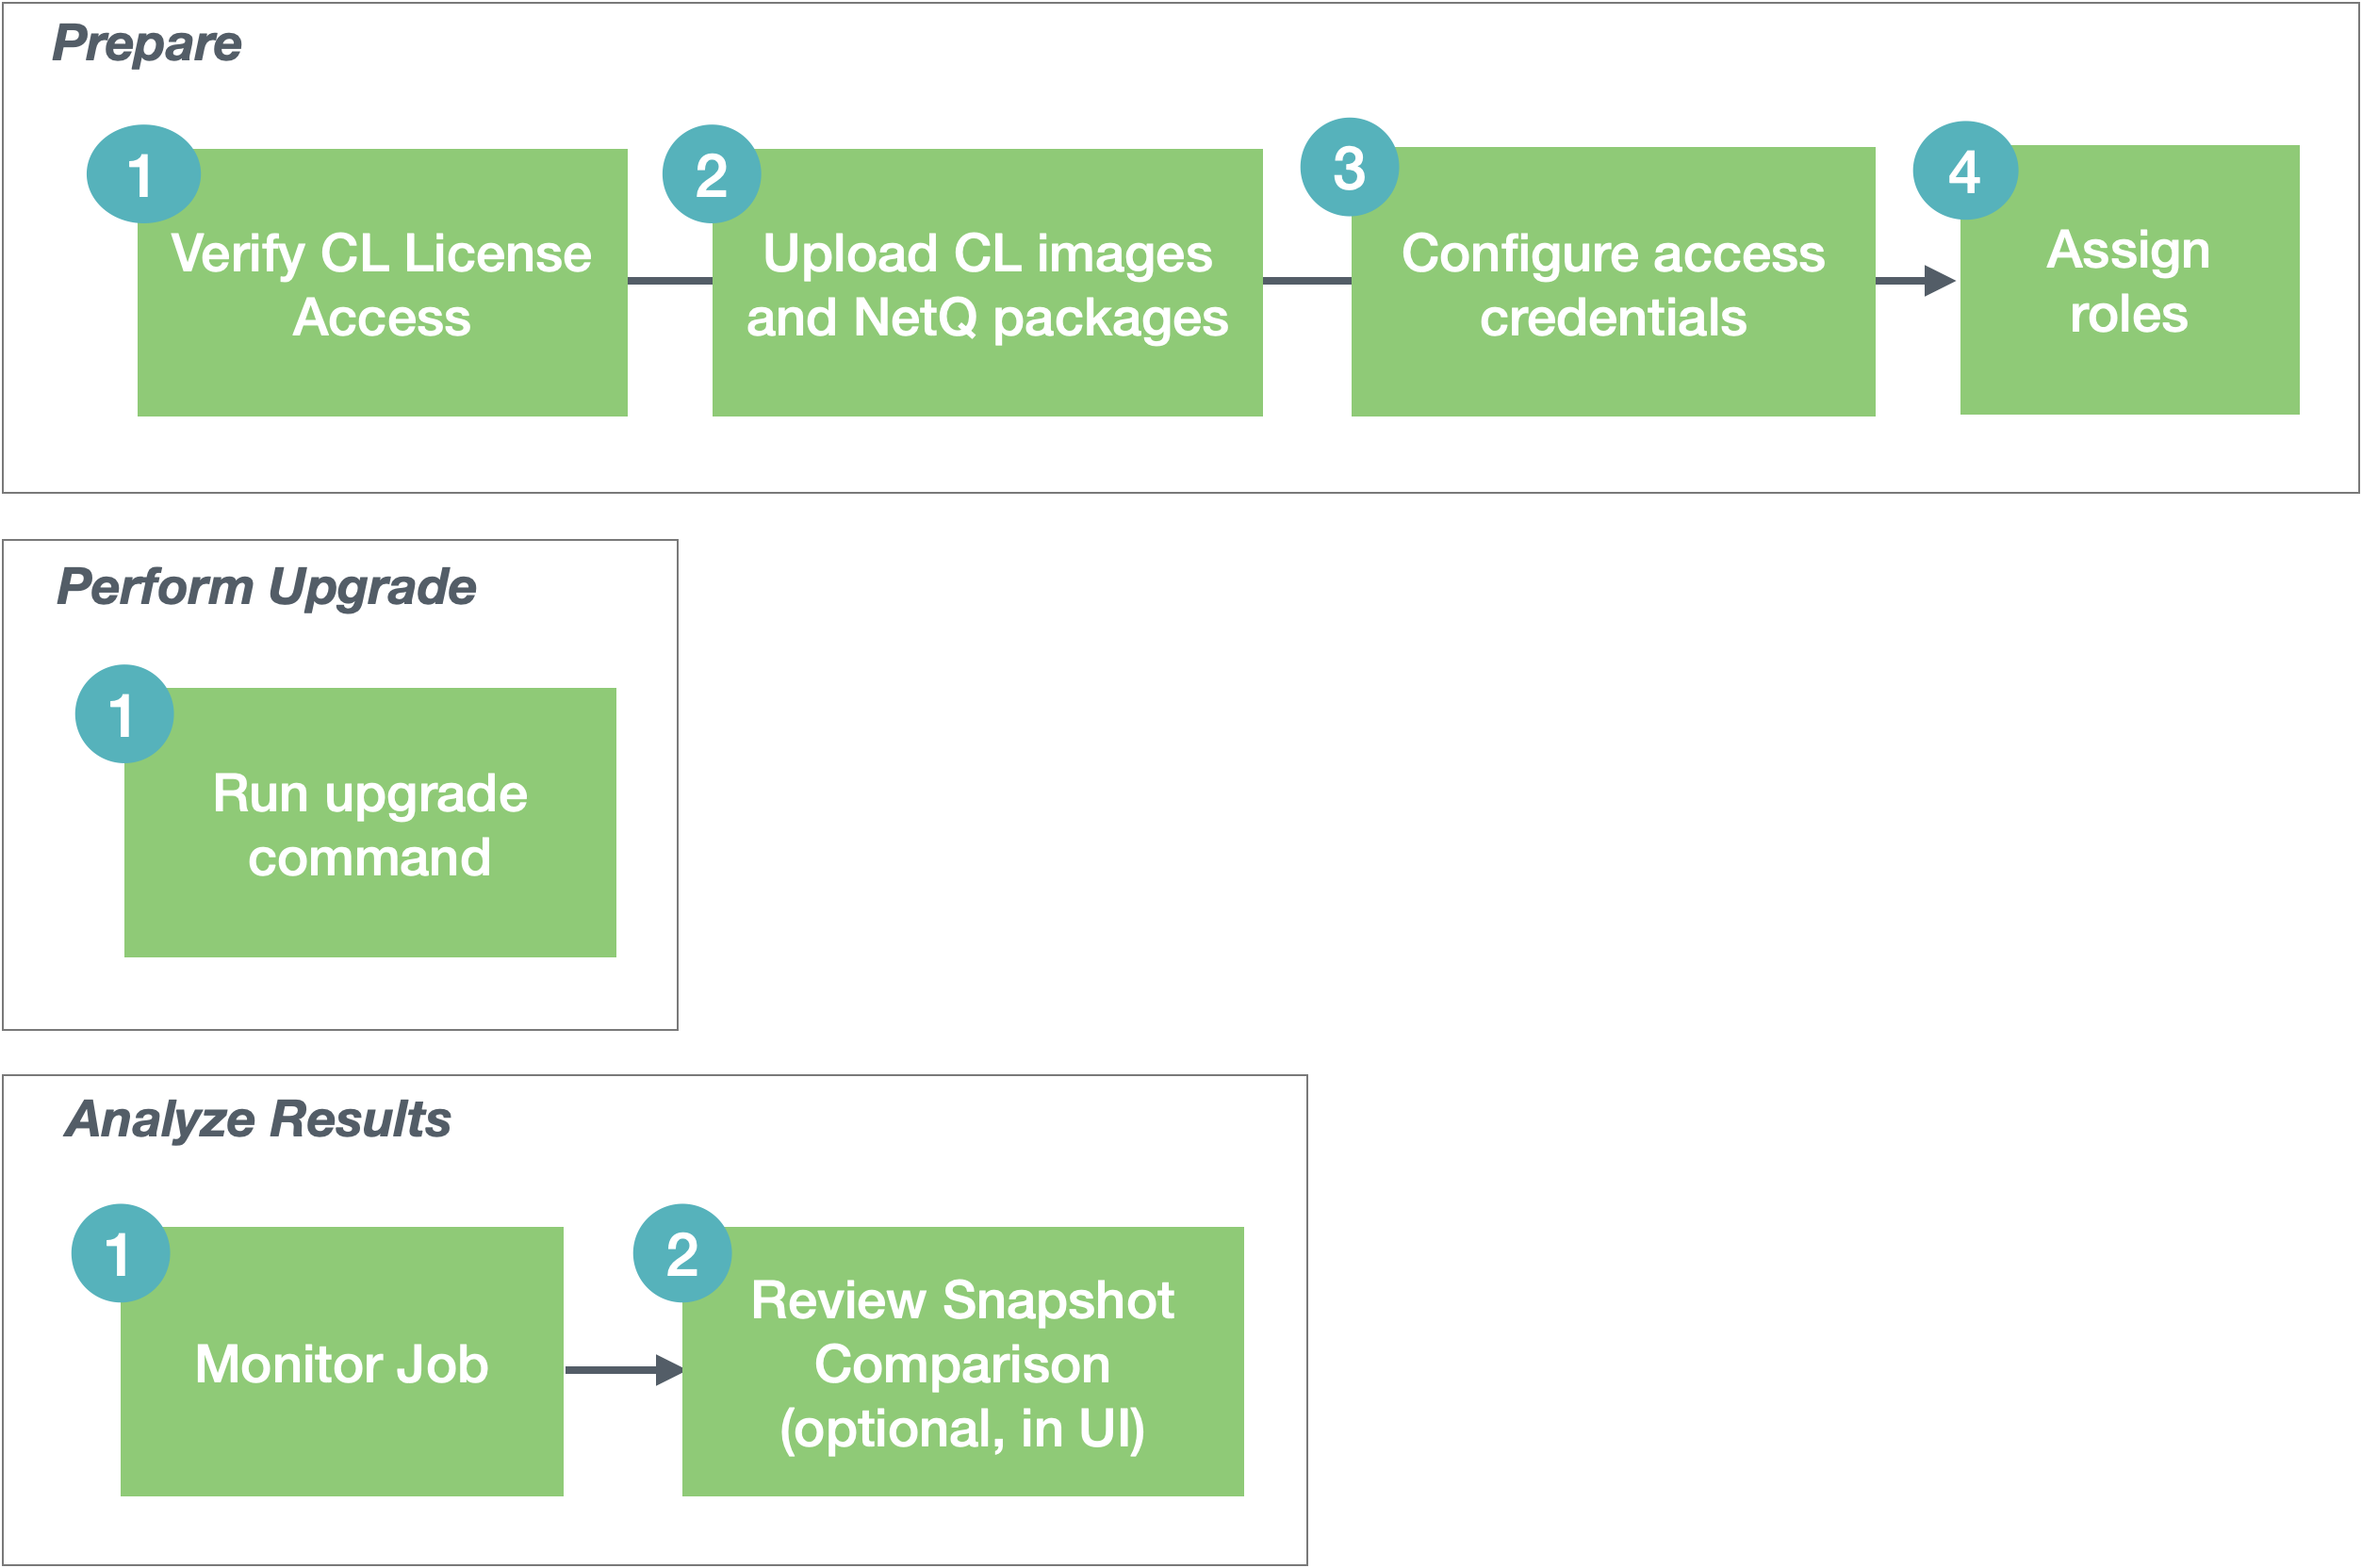 Prepare
1
Verify CL License
Access
2
Upload CL images
and NetQ packages
3
Configure access
credentials
4
Assign
roles
Perform Upgrade
1
Run upgrade
command
Analyze Results
1
Monitor Job
2
Review Snapshot
Comparison
(optional, in UI)